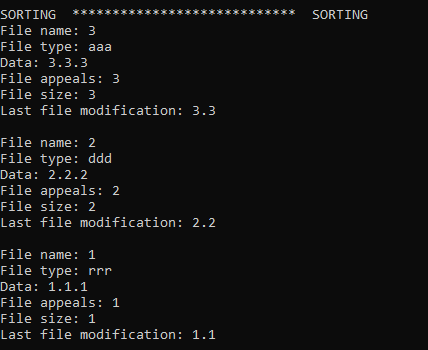 SORTING  ****************************  SORTING
File name: 3
File type: aaa
Data: 3.3.3
File appeals: 3
File size: 3
Last file modification: 3.3
File name: 2
File type: ddd
Data: 2.2.2
File appeals: 2
File size: 2
Last file modification: 2.2
File name: 1
File type: rrr
Data: 1.1.1
File appeals: 1
File size: 1
Last file modification: 1.1